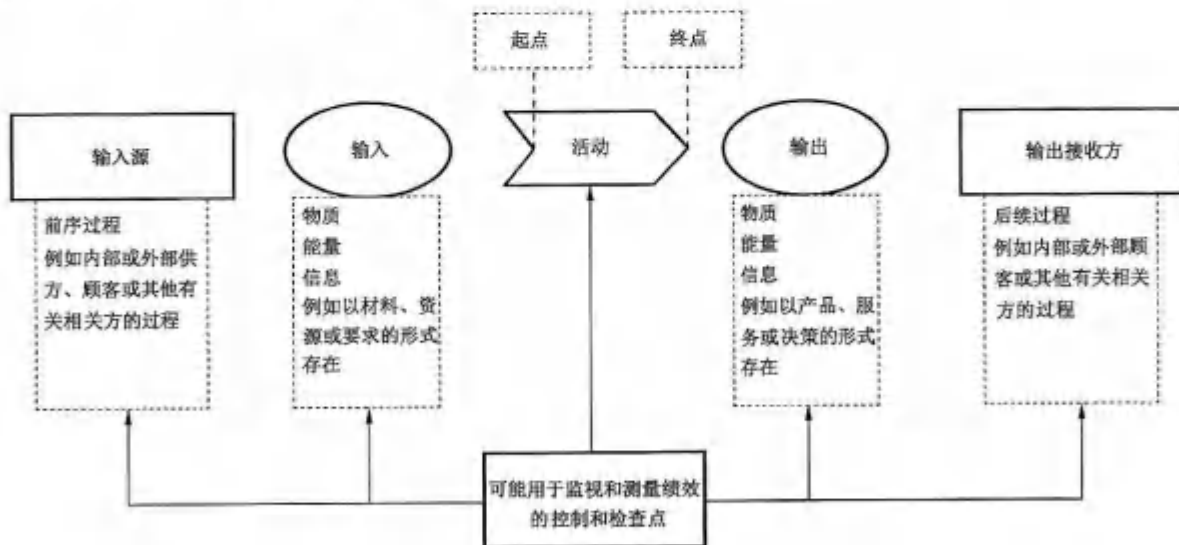 起点
终点
输入源
输入
活动
输出
输出接收方
前序过程
例如内部或外部供
方、顾客或其他有
关相关方的过程
物质
能量
信息
例如以材料、资
源或要求的形式
存在
物质
能量
信息
例如以产品、服
务或决策的形式
存在
后续过程
例如内部或外部顾
客或其他有关相关
方的过程
可能用于监视和测量绩效
的控制和检查点